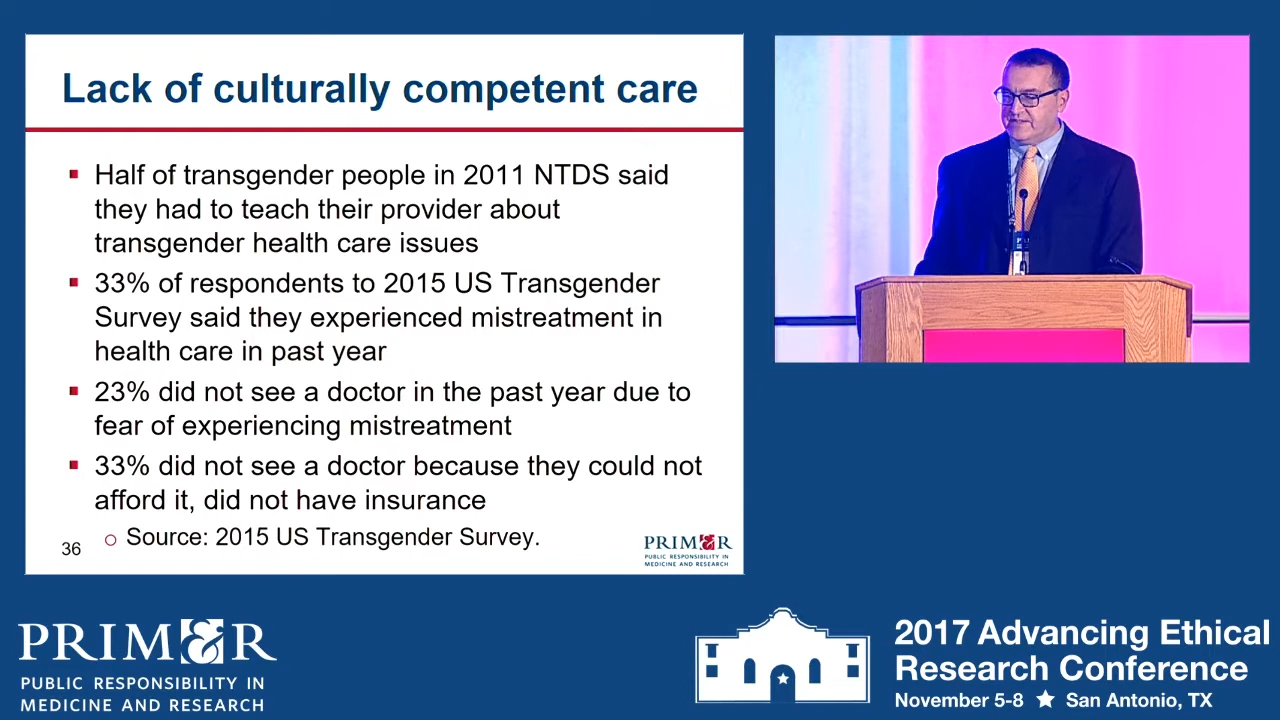 Lack of culturally competent care
Half of transgender people in 2011 NTDS said
they had to teach their provider about
transgender health care issues
33% of respondents to 2015 US Transgender
Survey said they experienced mistreatment in
health care in past year
23% did not see a doctor in the past year due to
fear of experiencing mistreatment
33% did not see a doctor because they could not
afford it, did not have insurance
Source: 2015 US Transgender Survey.
36
PRIM&R
PUBLIC RESPONSIBILITY IN
MEDICINE AND RESEARCH
PRIM&R
PUBLIC RESPONSIBILITY IN
MEDICINE AND RESEARCH
2017 Advancing Ethical
Research Conference
November 5-8 ★ San Antonio, TX